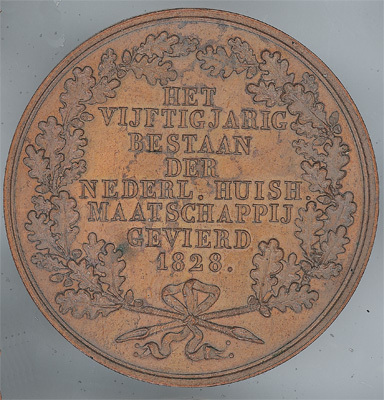 HET
VIJFTIGJARIG
BESTAAN
DER
NEDERL. HUISH.
MAATSCHAPPIJ
GEVIERD
1828.